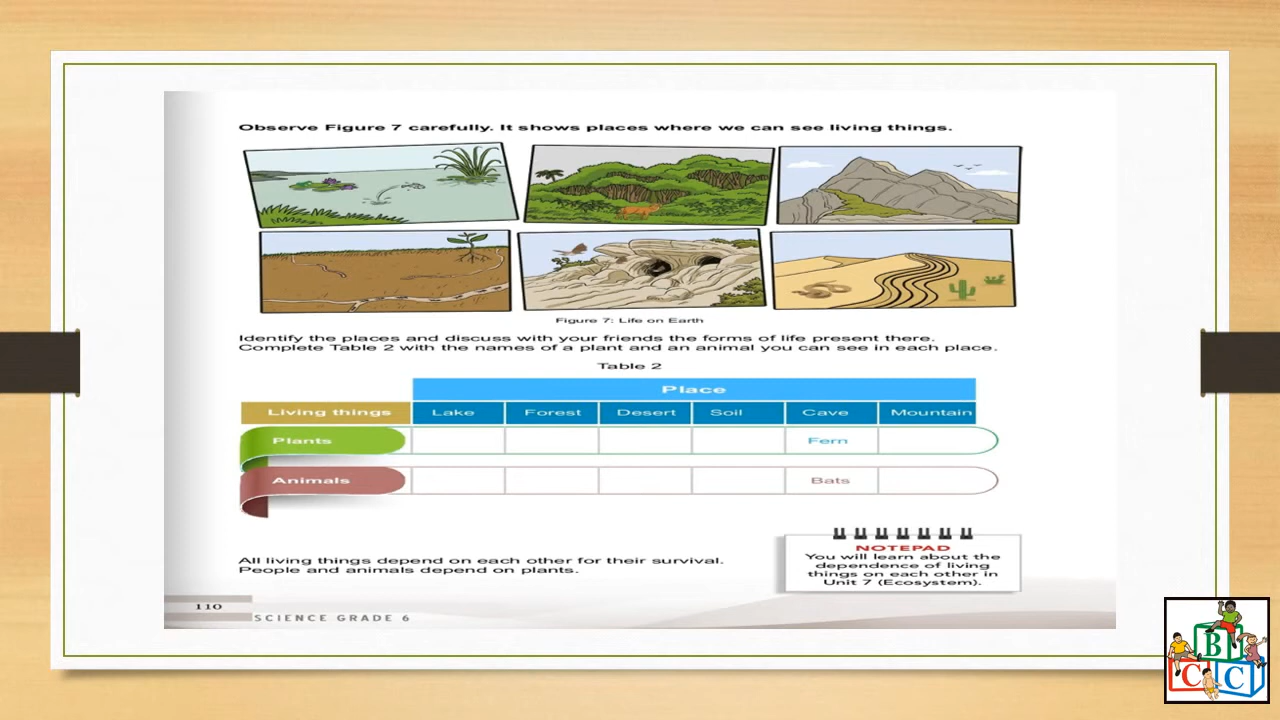 Observe Figure 7 carefully. It shows places where we can see living things.
Figure 7: Life on Earth
Identify the places and discuss with your friends the forms of life present there.
Complete Table 2 with the names of a plant and an animal you can see in each place.
Table 2
Place
Living things Lake Forest Desert Soil Cave Mountain
Plants Fern
Animals Bats
All living things depend on each other for their survival.
People and animals depend on plants.
NOTEPAD
You will learn about the
dependence of living
things on each other in
Unit 7 (Ecosystem).
110
SCIENCE GRADE 6
B
C C